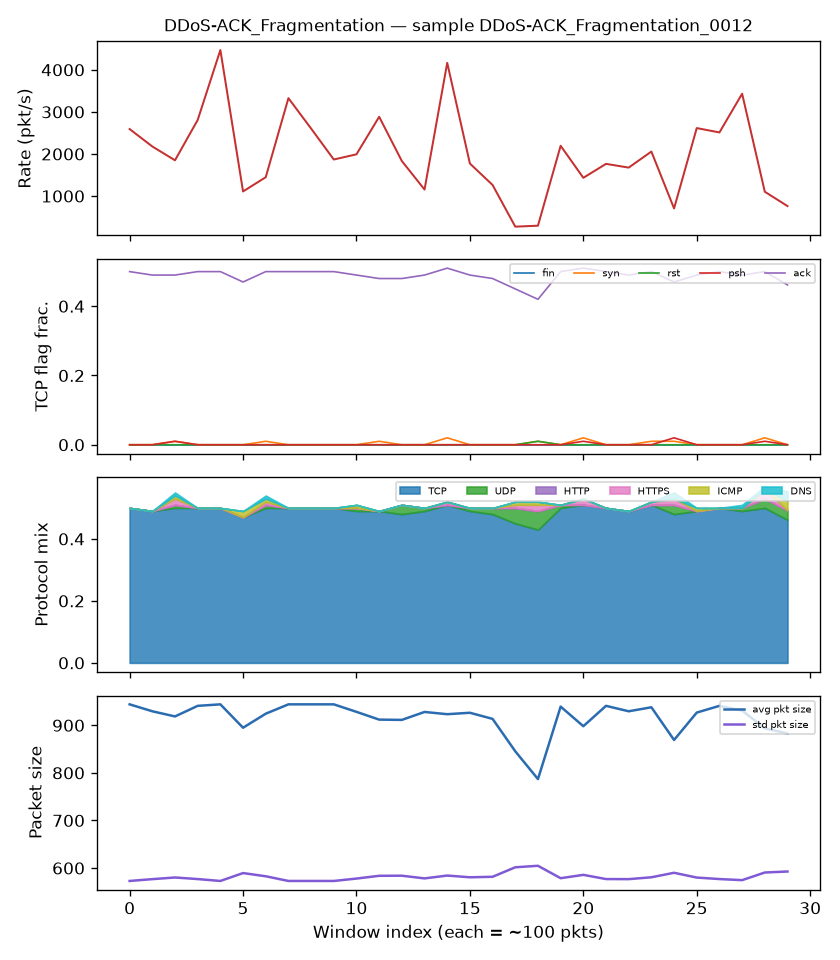 DDoS-ACK_Fragmentation — sample DDoS-ACK_Fragmentation_0012
Rate (pkt/s)
4000
3000
2000
1000
TCP flag frac.
0.4
0.2
0.0
fin syn rst psh ack
Protocol mix
0.4
0.2
0.0
TCP UDP HTTP HTTPS ICMP DNS
Packet size
900
800
700
600
avg pkt size
std pkt size
0 5 10 15 20 25 30
Window index (each = ~100 pkts)